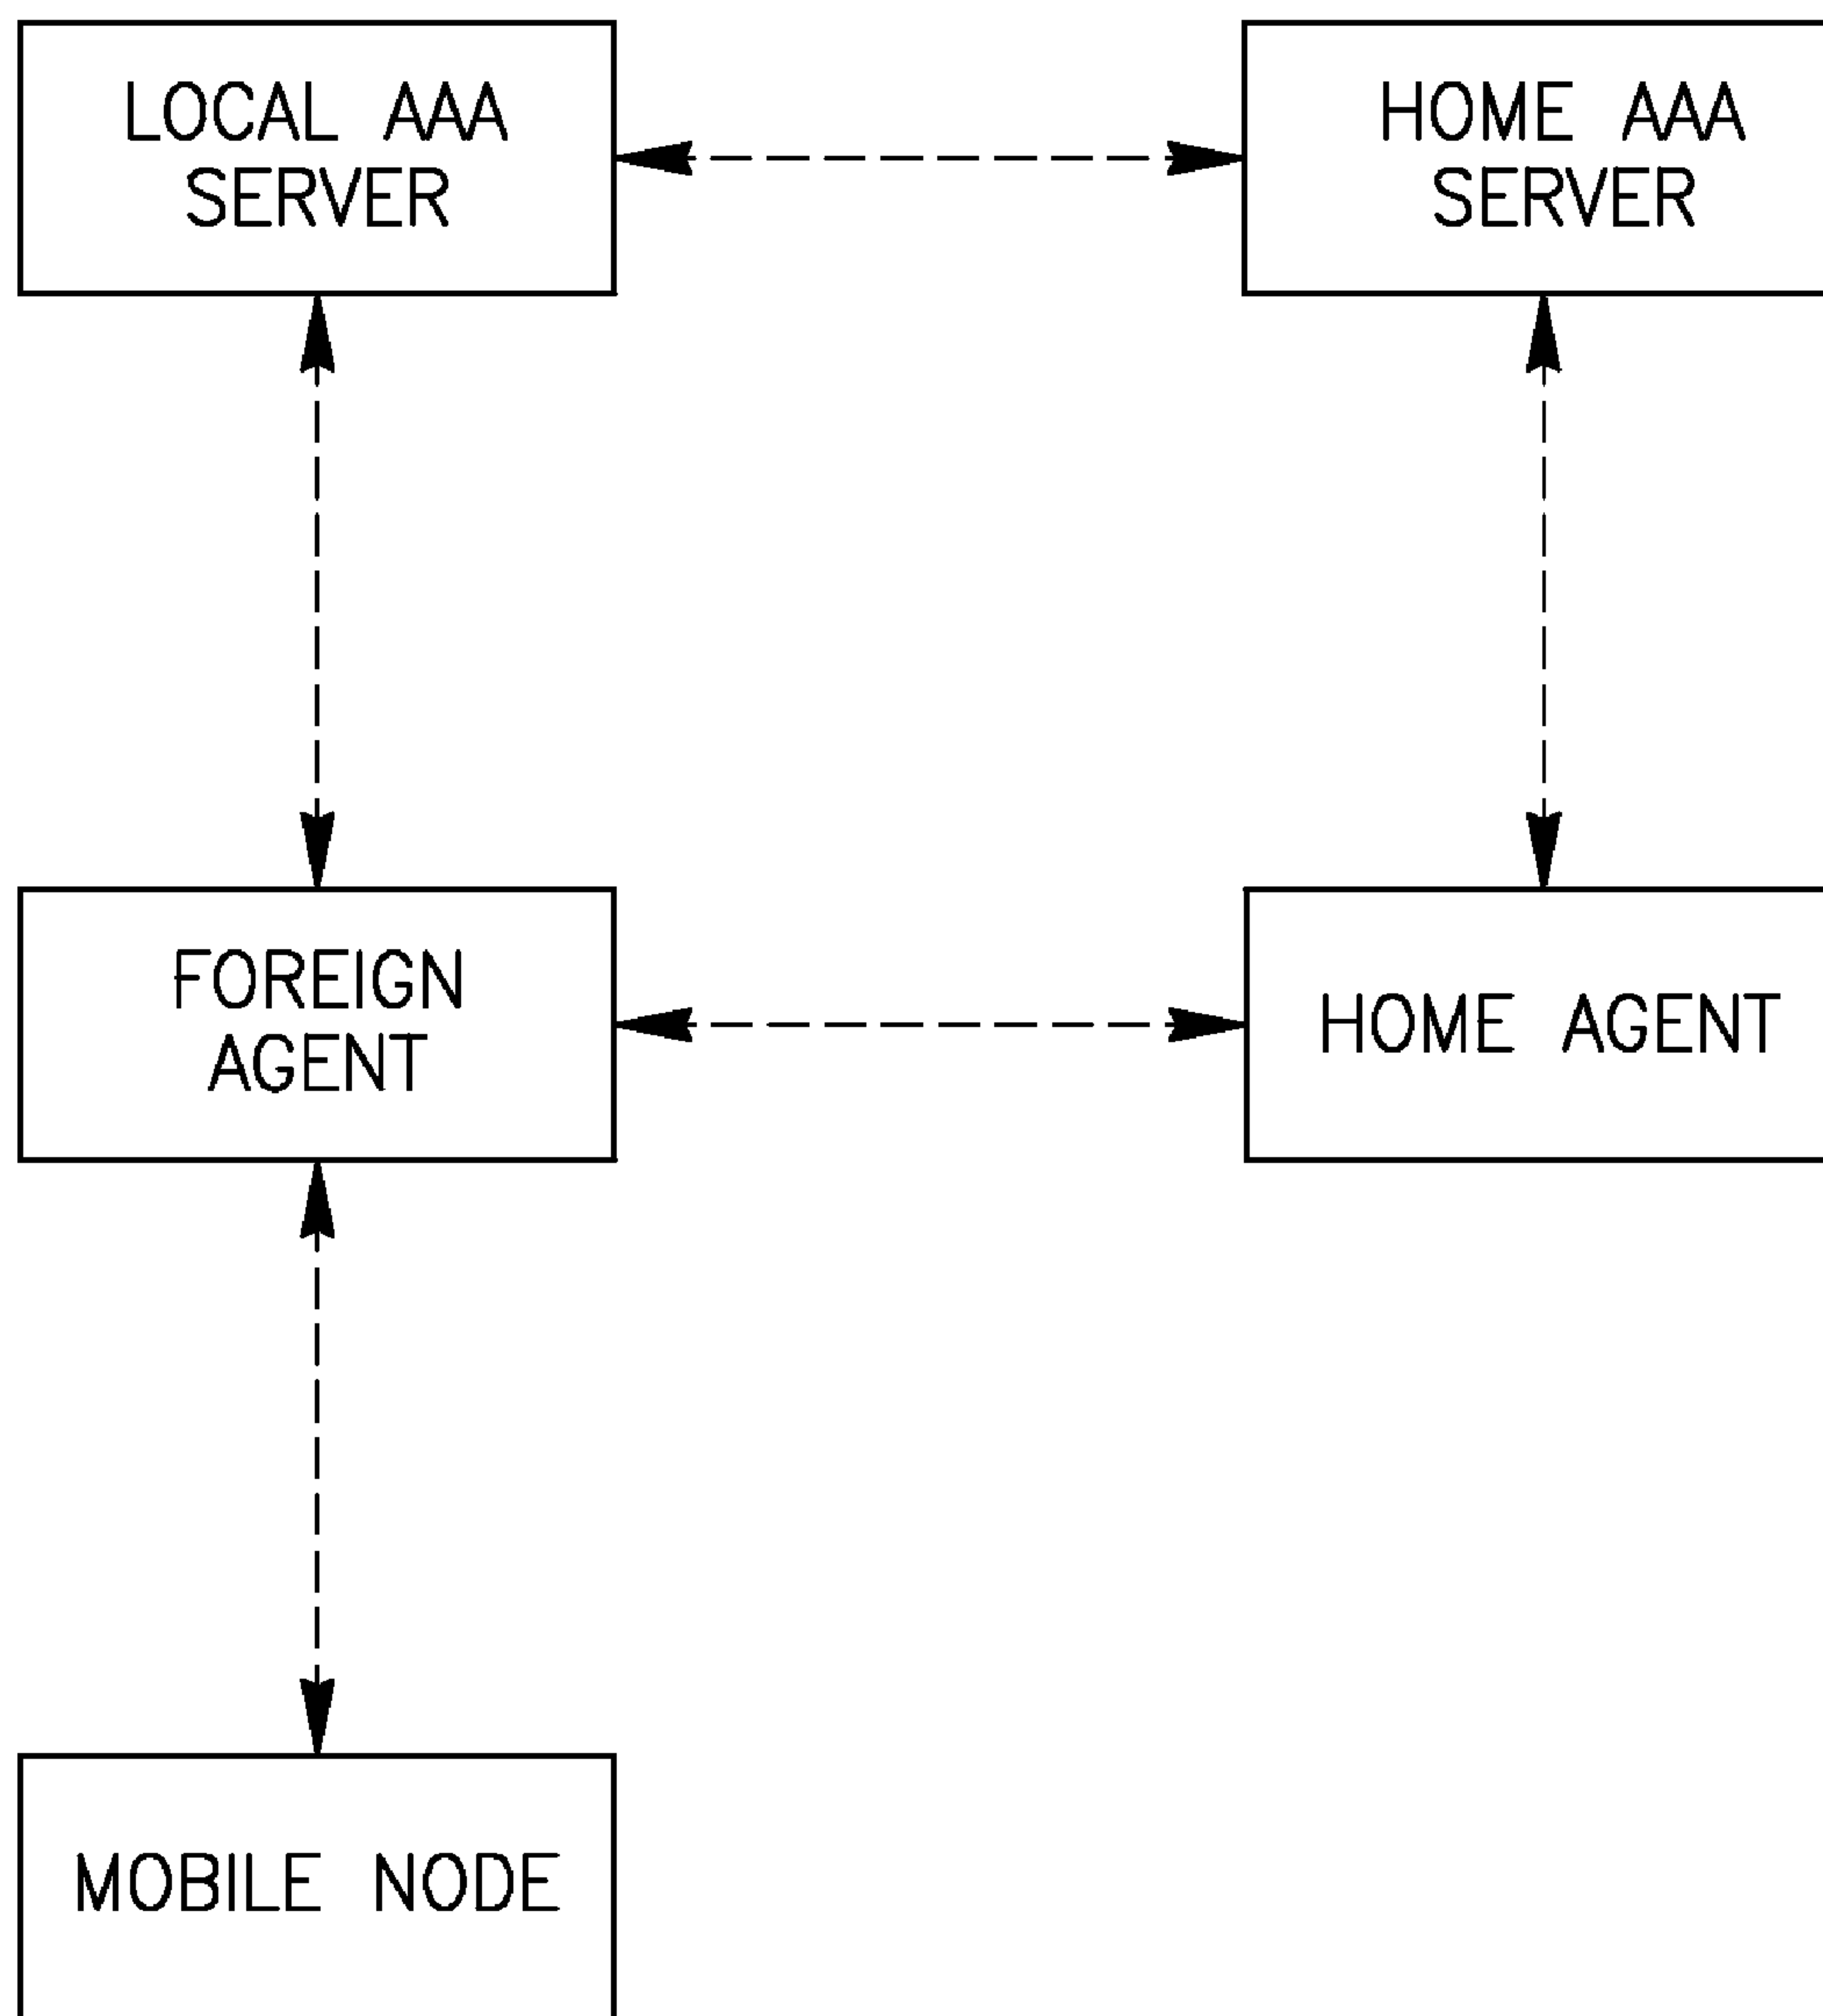 LOCAL AAA
SERVER
HOME AAA
SERVER
FOREIGN
AGENT
HOME AGENT
MOBILE NODE